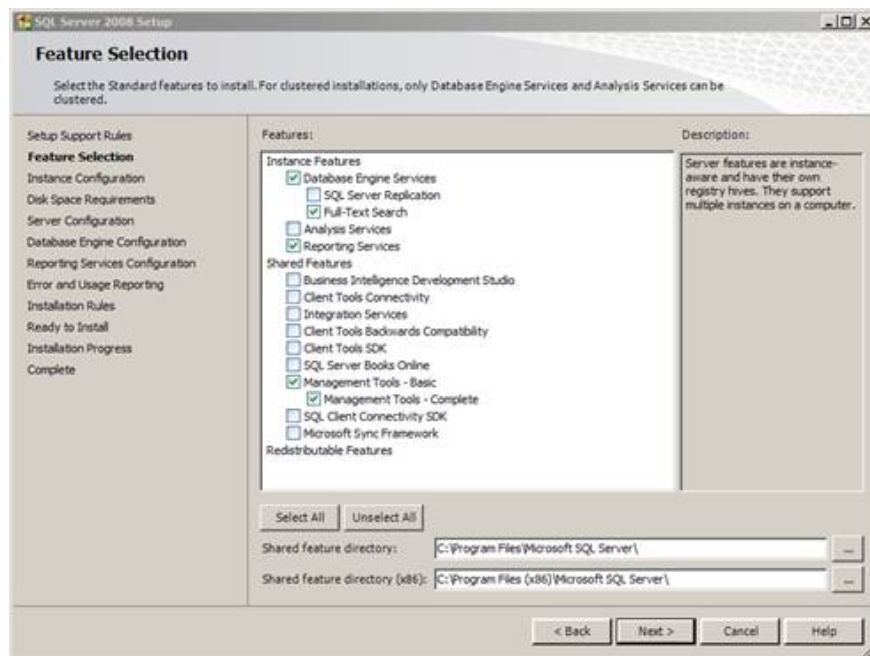 SQL Server 2008 Setup
Feature Selection
Select the Standard features to install. For clustered installations, only Database Engine Services and Analysis Services can be
clustered.
Setup Support Rules
Feature Selection
Instance Configuration
Disk Space Requirements
Server Configuration
Database Engine Configuration
Reporting Services Configuration
Error and Usage Reporting
Installation Rules
Ready to Install
Installation Progress
Complete
Features:
Instance Features
Database Engine Services
SQL Server Replication
Full-Text Search
Analysis Services
Reporting Services
Shared Features
Business Intelligence Development Studio
Client Tools Connectivity
Integration Services
Client Tools Backwards Compatibility
Client Tools SDK
SQL Server Books Online
Management Tools - Basic
Management Tools - Complete
SQL Client Connectivity SDK
Microsoft Sync Framework
Redistributable Features
Description:
Server features are instance-
aware and have their own
registry hives. They support
multiple instances on a computer.
Select All
Unselect All
Shared feature directory:
C:\Program Files\Microsoft SQL Server\
...
Shared feature directory (x86):
C:\Program Files (x86)\Microsoft SQL Server\
...
< Back
Next >
Cancel
Help